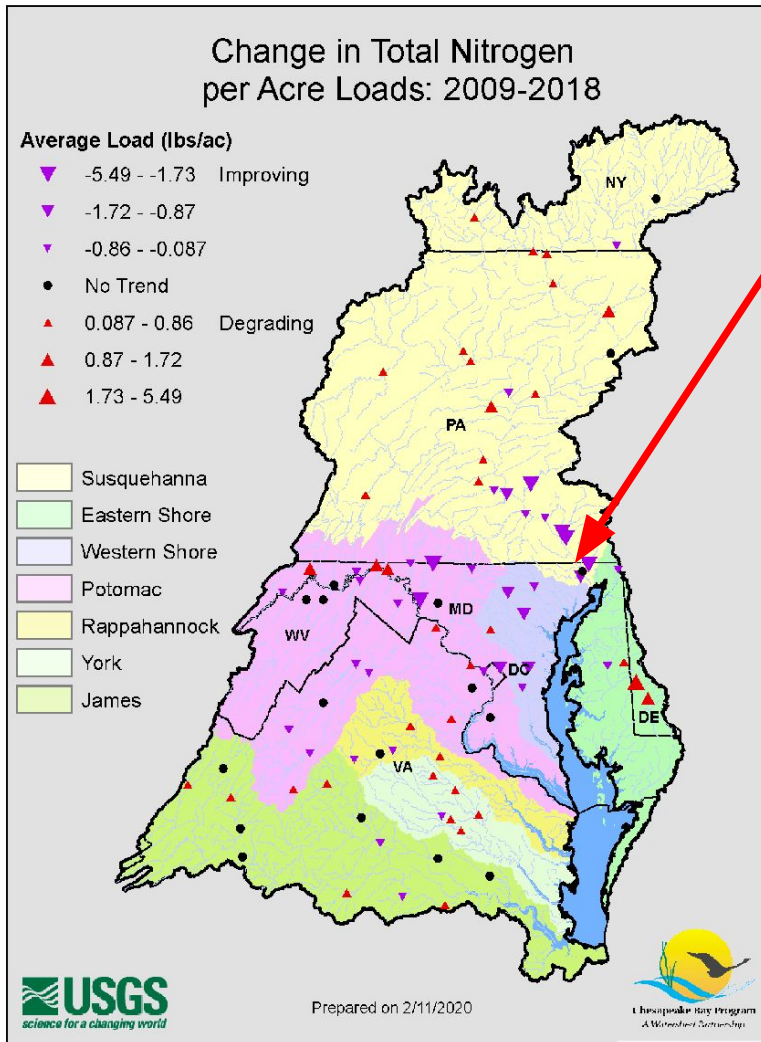 Change in Total Nitrogen
per Acre Loads: 2009-2018
Average Load (lbs/ac)
-5.49 - -1.73 Improving
-1.72 - -0.87
-0.86 - -0.087
No Trend
0.087 - 0.86 Degrading
0.87 - 1.72
1.73 - 5.49
Susquehanna
Eastern Shore
Western Shore
Potomac
Rappahannock
York
James
NY
PA
MD
WV
DC
DE
VA
USGS
science for a changing world
Prepared on 2/11/2020
Chesapeake Bay Program
A Watershed Partnership